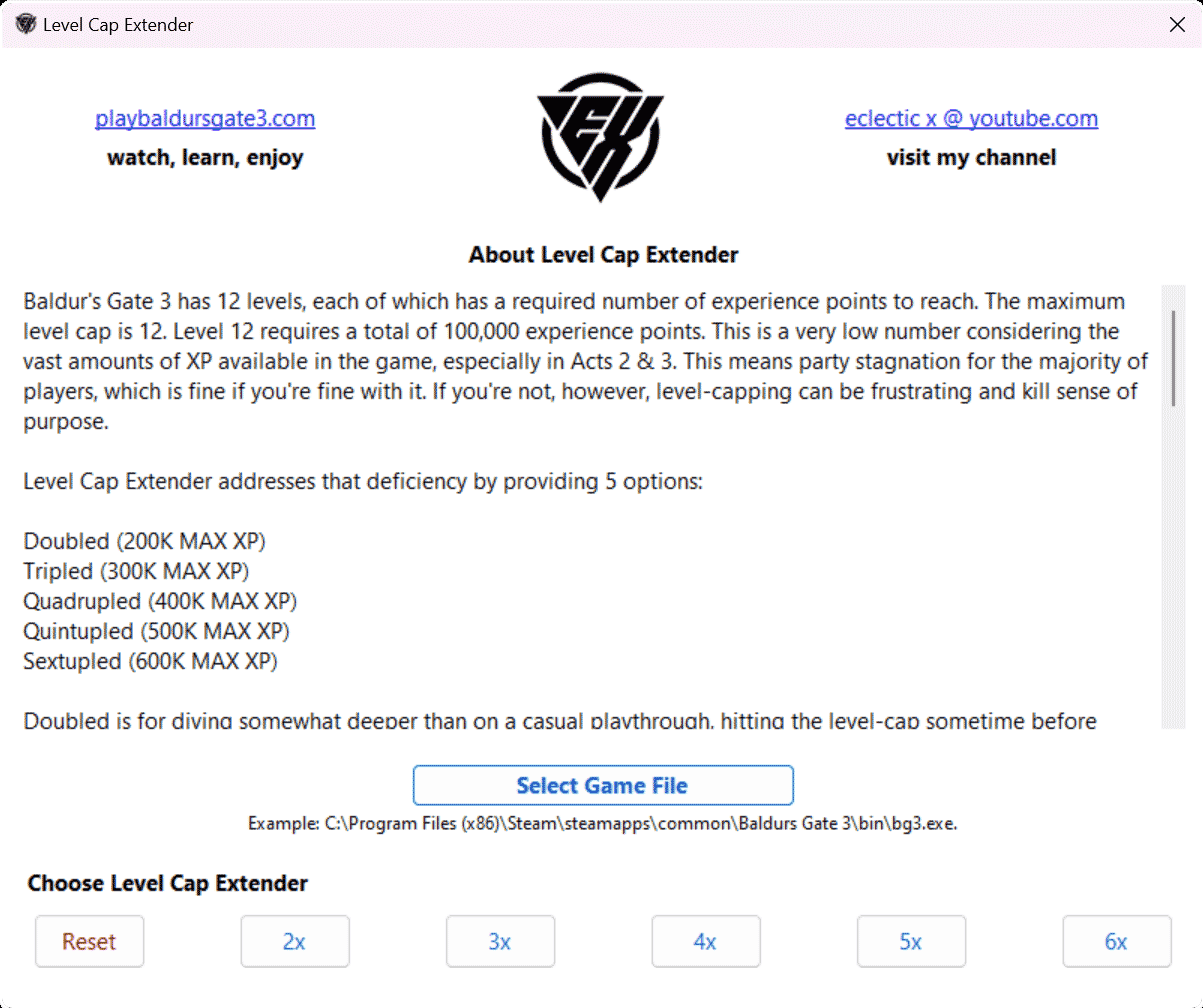 Level Cap Extender
playbaldursgate3.com
watch, learn, enjoy
EX
eclectic x @ youtube.com
visit my channel
About Level Cap Extender
Baldur's Gate 3 has 12 levels, each of which has a required number of experience points to reach. The maximum
level cap is 12. Level 12 requires a total of 100,000 experience points. This is a very low number considering the
vast amounts of XP available in the game, especially in Acts 2 & 3. This means party stagnation for the majority of
players, which is fine if you're fine with it. If you're not, however, level-capping can be frustrating and kill sense of
purpose.
Level Cap Extender addresses that deficiency by providing 5 options:
Doubled (200K MAX XP)
Tripled (300K MAX XP)
Quadrupled (400K MAX XP)
Quintupled (500K MAX XP)
Sextupled (600K MAX XP)
Doubled is for diving somewhat deeper than on a casual playthrough, hitting the level-cap sometime before
Select Game File
Example: C:\Program Files (x86)\Steam\steamapps\common\Baldurs Gate 3\bin\bg3.exe.
Choose Level Cap Extender
Reset
2x
3x
4x
5x
6x